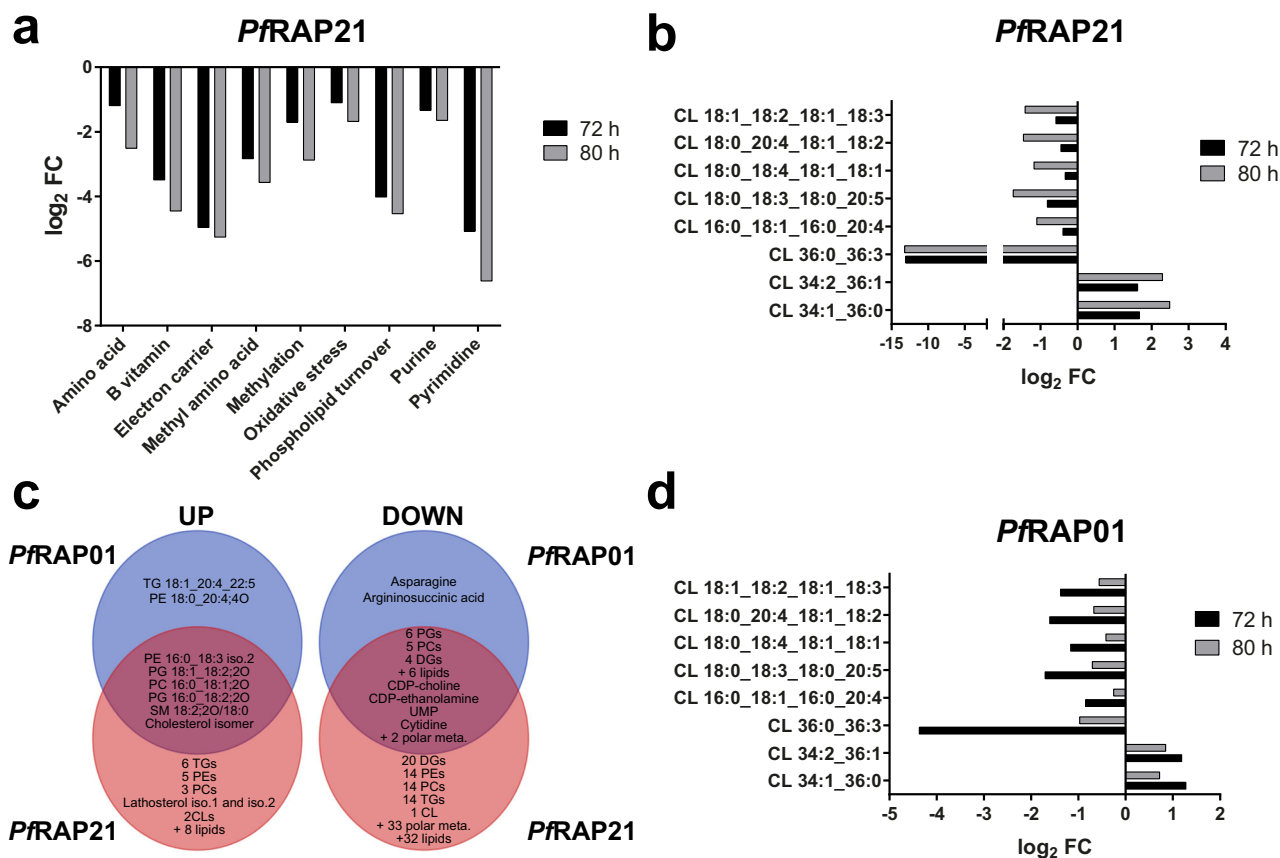 a
PfRAP21
0
-2
-4
-6
-8
log2 FC
72 h
80 h
Amino acid
B vitamin
Electron carrier
Methyl amino acid
Methylation
Oxidative stress
Phospholipid turnover
Purine
Pyrimidine
b
PfRAP21
CL 18:1_18:2_18:1_18:3
CL 18:0_20:4_18:1_18:2
CL 18:0_18:4_18:1_18:1
CL 18:0_18:3_18:0_20:5
CL 16:0_18:1_16:0_20:4
CL 36:0_36:3
CL 34:2_36:1
CL 34:1_36:0
72 h
80 h
-15 -10 -5 -2 -1 0 1 2 3 4
log2 FC
c
UP
DOWN
PfRAP01
PfRAP01
TG 18:1_20:4_22:5
PE 18:0_20:4;4O
PE 16:0_18:3 iso.2
PG 18:1_18:2;2O
PC 16:0_18:1;2O
PG 16:0_18:2;2O
SM 18:2;2O/18:0
Cholesterol isomer
6 TGs
5 PEs
3 PCs
Lathosterol iso.1 and iso.2
2CLs
+ 8 lipids
PfRAP21
Asparagine
Argininosuccinic acid
6 PGs
5 PCs
4 DGs
+ 6 lipids
CDP-choline
CDP-ethanolamine
UMP
Cytidine
+ 2 polar meta.
20 DGs
14 PEs
14 PCs
14 TGs
1 CL
+ 33 polar meta.
+32 lipids
PfRAP21
d
PfRAP01
CL 18:1_18:2_18:1_18:3
CL 18:0_20:4_18:1_18:2
CL 18:0_18:4_18:1_18:1
CL 18:0_18:3_18:0_20:5
CL 16:0_18:1_16:0_20:4
CL 36:0_36:3
CL 34:2_36:1
CL 34:1_36:0
72 h
80 h
-5 -4 -3 -2 -1 0 1 2
log2 FC